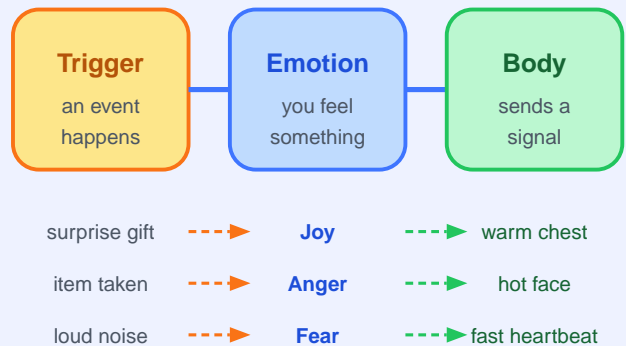 Trigger
an event
happens
Emotion
you feel
something
Body
sends a
signal
surprise gift Joy warm chest
item taken Anger hot face
loud noise Fear fast heartbeat